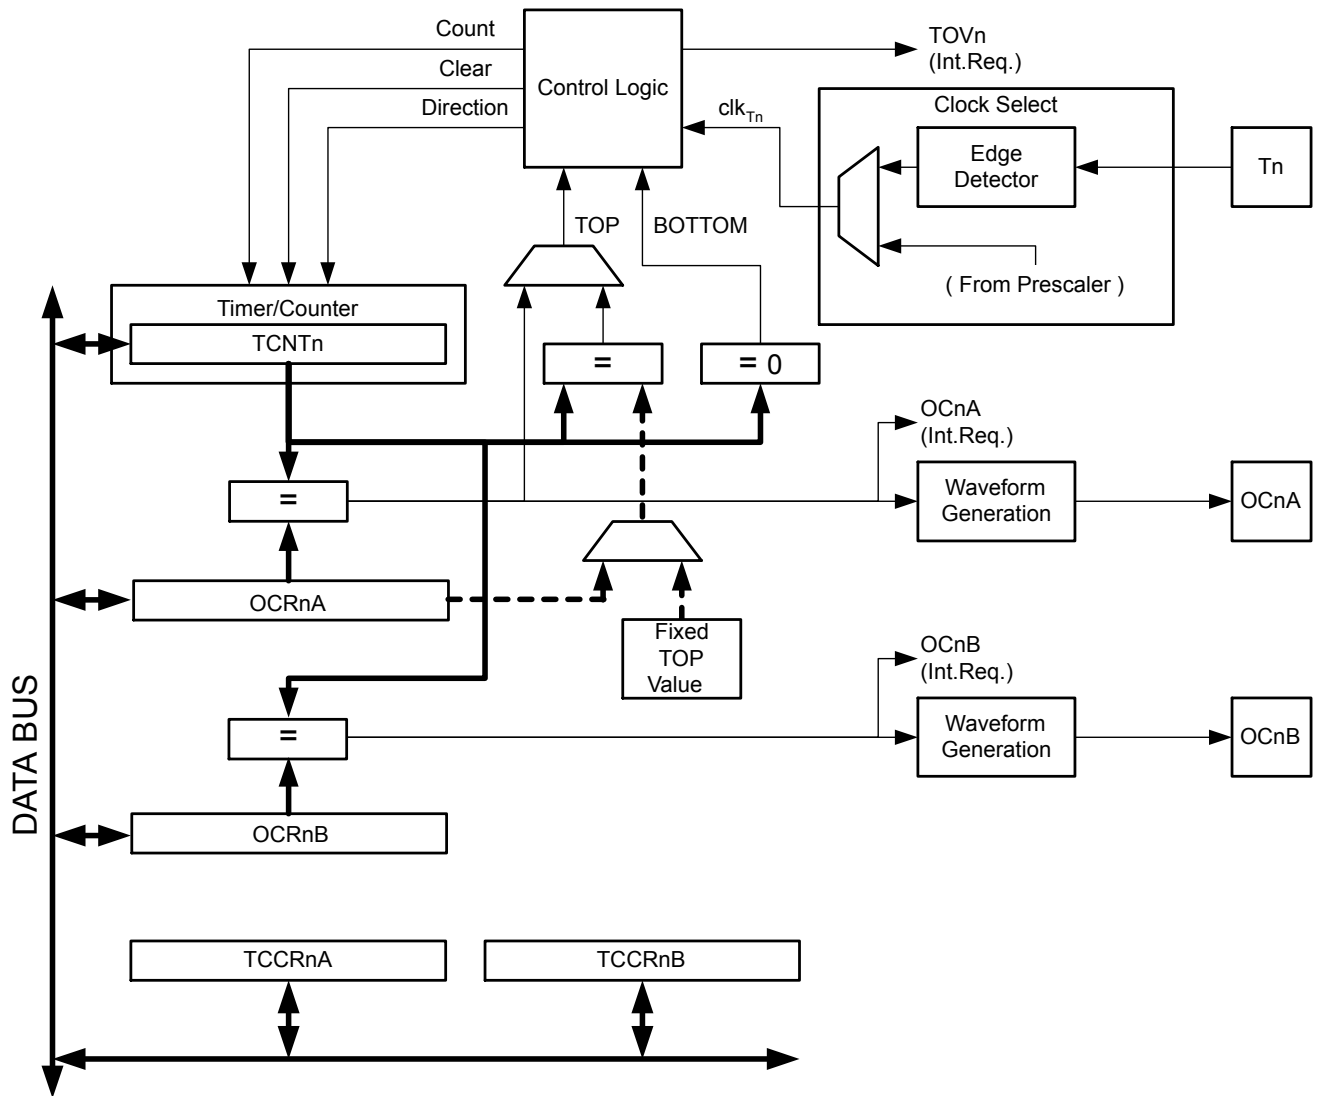 Count
Clear
Direction
Control Logic
TOVn
(Int.Req.)
clkTn
Clock Select
Edge
Detector
Tn
( From Prescaler )
TOP
BOTTOM
Timer/Counter
TCNTn
=
= 0
OCnA
(Int.Req.)
=
Waveform
Generation
OCnA
OCRnA
Fixed
TOP
Value
OCnB
(Int.Req.)
=
Waveform
Generation
OCnB
OCRnB
DATA BUS
TCCRnA
TCCRnB